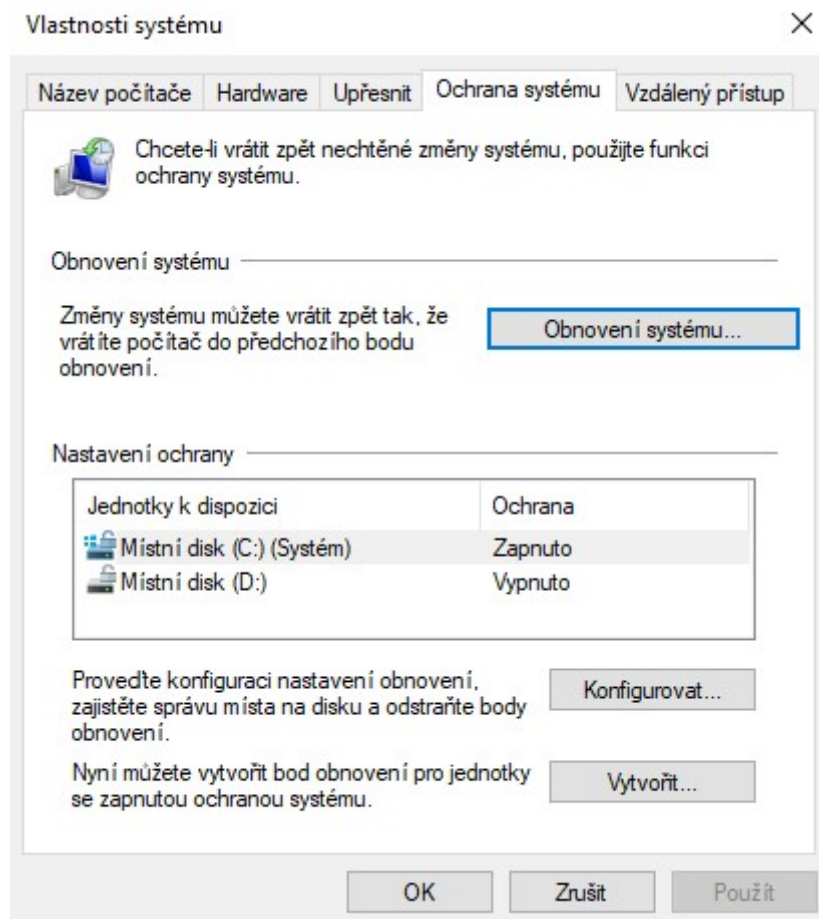 Vlastnosti systému
Název počítače Hardware Upřesnit Ochrana systému Vzdálený přístup
Chcete-li vrátit zpět nechtěné změny systému, použijte funkci
ochrany systému.
Obnovení systému
Změny systému můžete vrátit zpět tak, že
vrátíte počítač do předchozího bodu
obnovení.
Obnovení systému...
Nastavení ochrany
Jednotky k dispozici Ochrana
Místní disk (C:) (Systém) Zapnuto
Místní disk (D:) Vypnuto
Proveďte konfiguraci nastavení obnovení,
zajistěte správu místa na disku a odstraňte body
obnovení.
Konfigurovat...
Nyní můžete vytvořit bod obnovení pro jednotky
se zapnutou ochranou systému.
Vytvořit...
OK Zrušit Použít